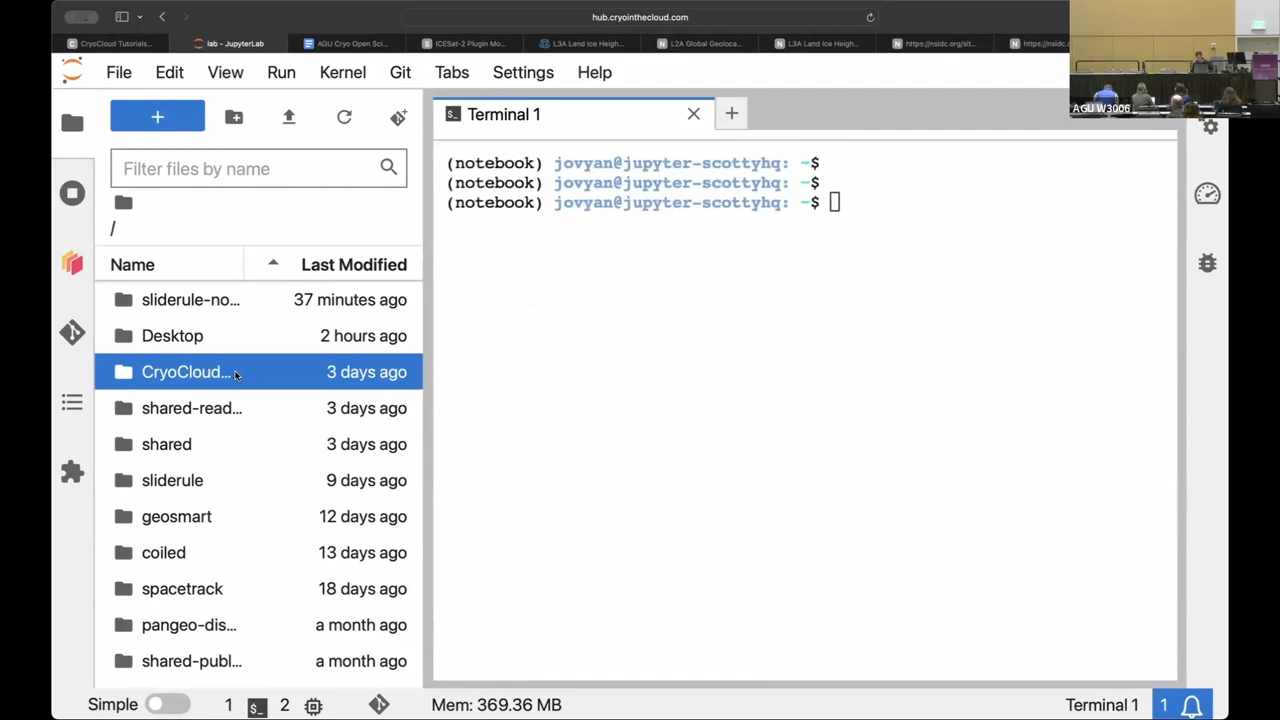 hub.cryointhecloud.com
CryoCloud Tutorials...
lab - JupyterLab
AGU Cryo Open Sci...
ICESat-2 Plugin Mo...
L3A Land Ice Heigh...
L2A Global Geoloca...
L3A Land Ice Heigh...
https://nsidc.org/sit...
https://nsidc.o
AGU W3006
File Edit View Run Kernel Git Tabs Settings Help
+
Terminal 1
Filter files by name
/
Name Last Modified
sliderule-no... 37 minutes ago
Desktop 2 hours ago
CryoCloud... 3 days ago
shared-read... 3 days ago
shared 3 days ago
sliderule 9 days ago
geosmart 12 days ago
coiled 13 days ago
spacetrack 18 days ago
pangeo-dis... a month ago
shared-publ... a month ago
(notebook) jovyan@jupyter-scottyhq: ~$
(notebook) jovyan@jupyter-scottyhq: ~$
(notebook) jovyan@jupyter-scottyhq: ~$
Simple 1 2 Mem: 369.36 MB Terminal 1 1